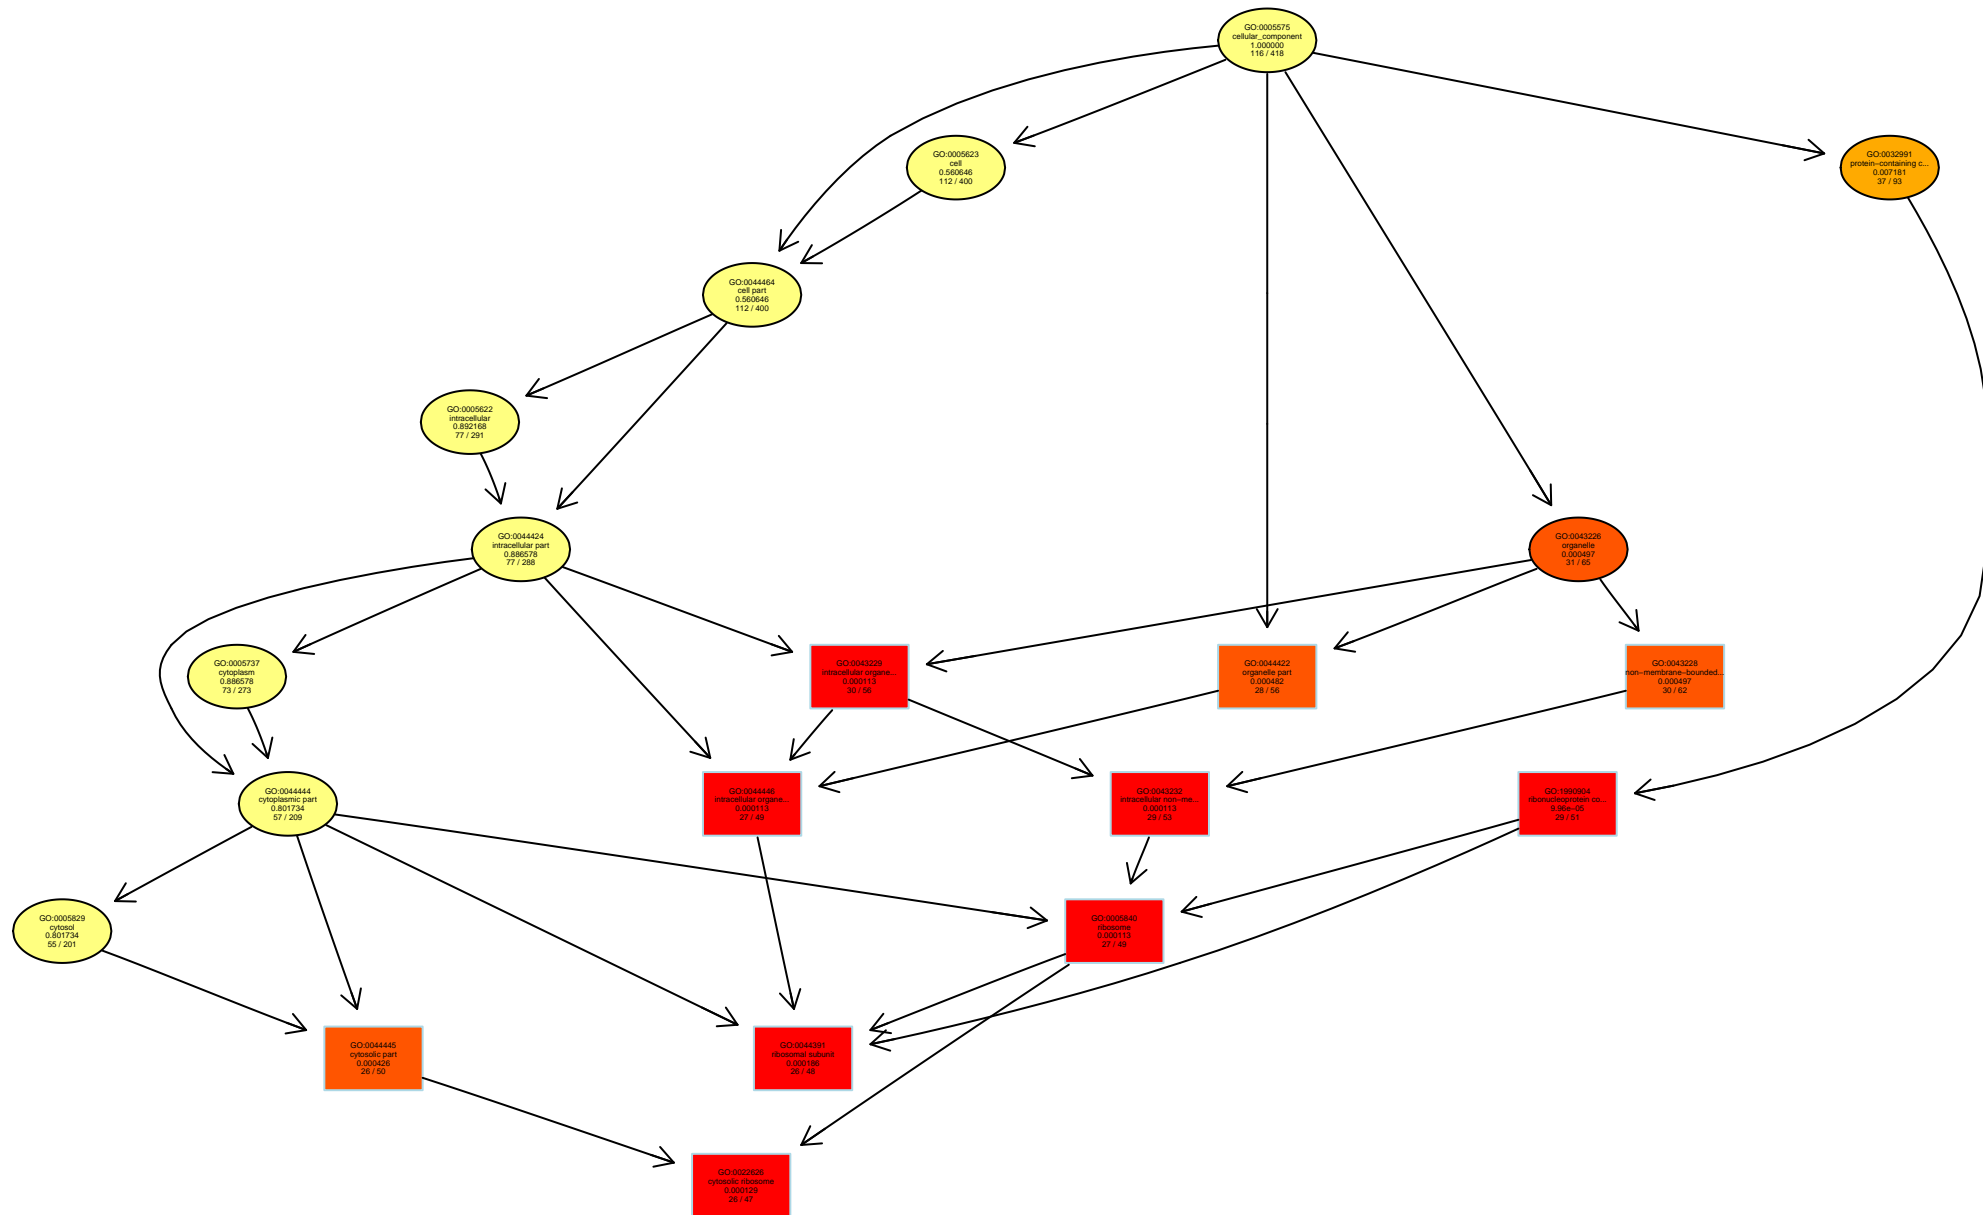 GO:0005575
cellular_component
1.000000
116 / 418
GO:0005623
cell
0.560646
112 / 400
GO:0032991
protein−containing c...
0.007181
37 / 93
GO:0044464
cell part
0.560646
112 / 400
GO:0005622
intracellular
0.892168
77 / 291
GO:0044424
intracellular part
0.886578
77 / 288
GO:0043226
organelle
0.000497
31 / 65
GO:0005737
cytoplasm
0.886578
73 / 273
GO:0043229
intracellular organe...
0.000113
30 / 56
GO:0044422
organelle part
0.000482
28 / 56
GO:0043228
non−membrane−bounded...
0.000497
30 / 62
GO:0044444
cytoplasmic part
0.801734
57 / 209
GO:0044446
intracellular organe...
0.000113
27 / 49
GO:0043232
intracellular non−me...
0.000113
29 / 53
GO:1990904
ribonucleoprotein co...
9.96e−05
29 / 51
GO:0005829
cytosol
0.801734
55 / 201
GO:0005840
ribosome
0.000113
27 / 49
GO:0044445
cytosolic part
0.000426
26 / 50
GO:0044391
ribosomal subunit
0.000186
26 / 48
GO:0022626
cytosolic ribosome
0.000129
26 / 47